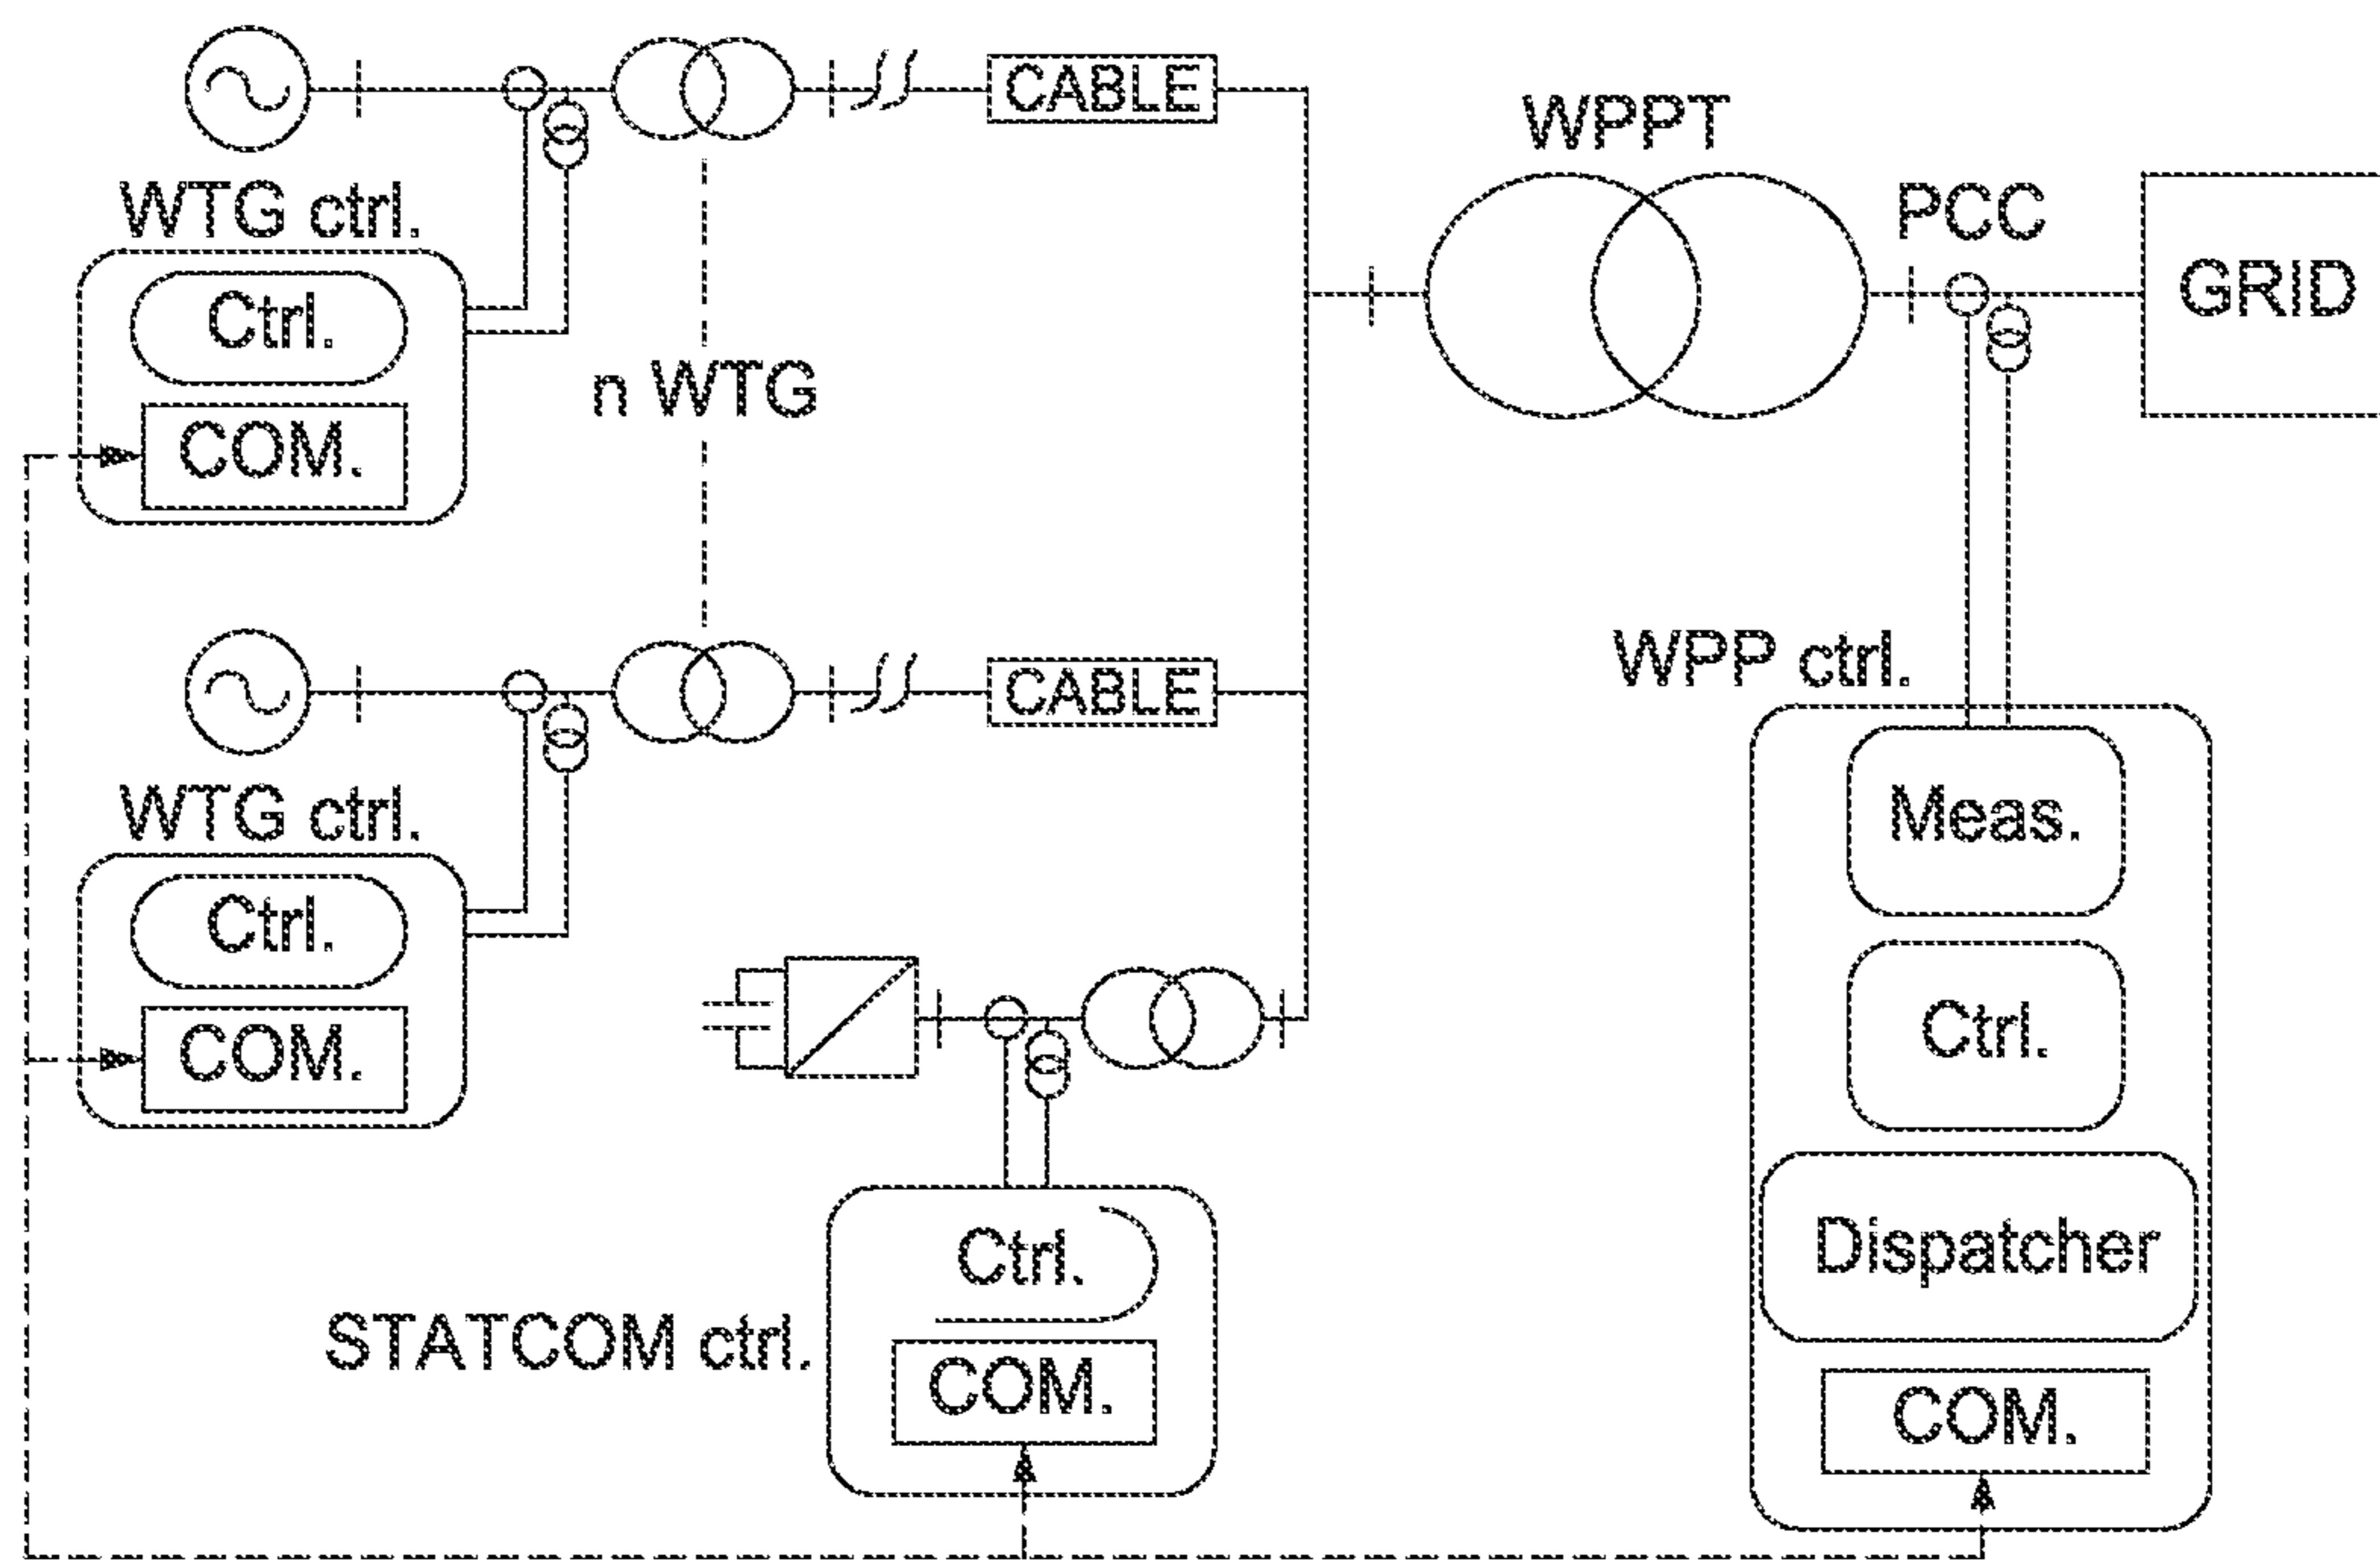 CABLE
WPPT
WTG ctrl.
PCC
Ctrl.
GRID
n WTG
COM.
CABLE
WPP ctrl.
WTG ctrl.
Meas.
Ctrl.
COM.
Ctrl.
Ctrl.
Dispatcher
STATCOM ctrl.
COM.
COM.